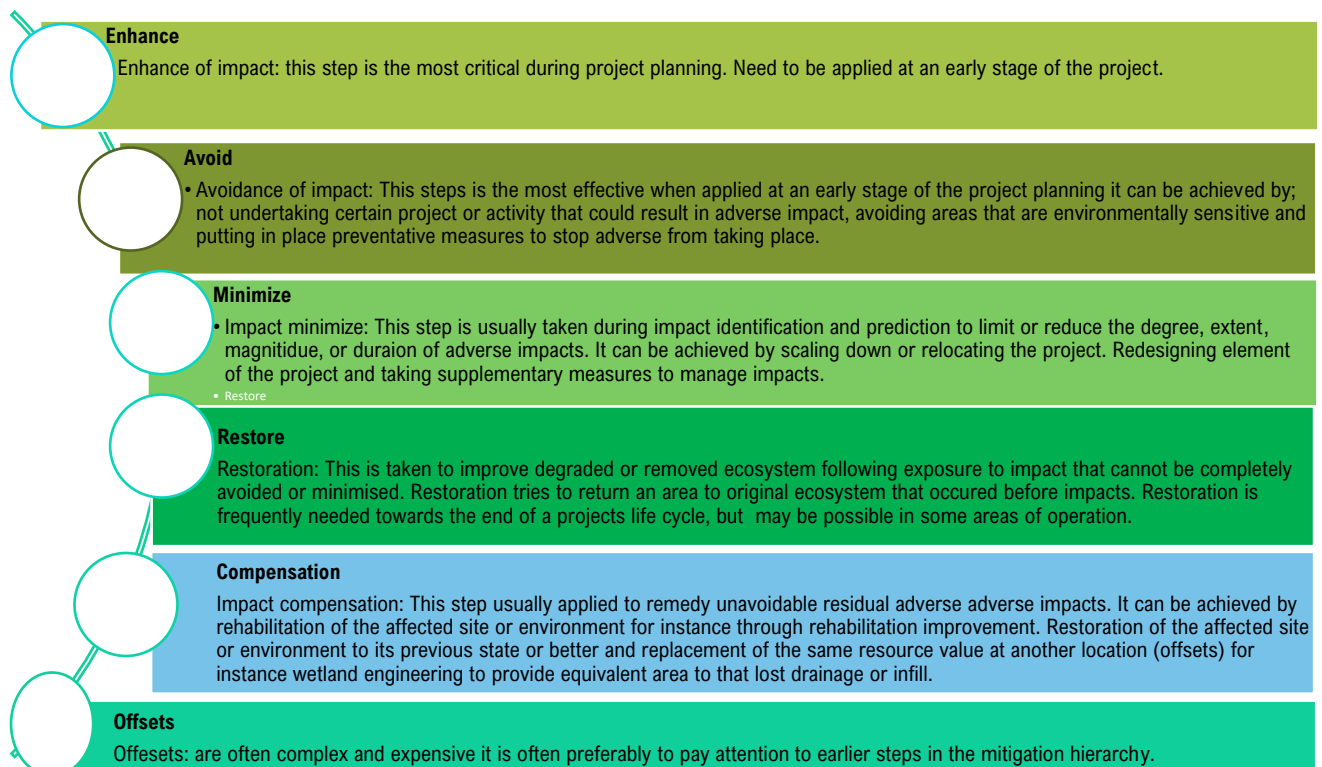 Enhance
Enhance of impact: this step is the most critical during project planning. Need to be applied at an early stage of the project.
Avoid
• Avoidance of impact: This steps is the most effective when applied at an early stage of the project planning it can be achieved by;
not undertaking certain project or activity that could result in adverse impact, avoiding areas that are environmentally sensitive and
putting in place preventative measures to stop adverse from taking place.
Minimize
• Impact minimize: This step is usually taken during impact identification and prediction to limit or reduce the degree, extent,
magnitidue, or duraion of adverse impacts. It can be achieved by scaling down or relocating the project. Redesigning element
of the project and taking supplementary measures to manage impacts.
• Restore
Restore
Restoration: This is taken to improve degraded or removed ecosystem following exposure to impact that cannot be completely
avoided or minimised. Restoration tries to return an area to original ecosystem that occured before impacts. Restoration is
frequently needed towards the end of a projects life cycle, but may be possible in some areas of operation.
Compensation
Impact compensation: This step usually applied to remedy unavoidable residual adverse adverse impacts. It can be achieved by
rehabilitation of the affected site or environment for instance through rehabilitation improvement. Restoration of the affected site
or environment to its previous state or better and replacement of the same resource value at another location (offsets) for
instance wetland engineering to provide equivalent area to that lost drainage or infill.
Offsets
Offesets: are often complex and expensive it is often preferably to pay attention to earlier steps in the mitigation hierarchy.